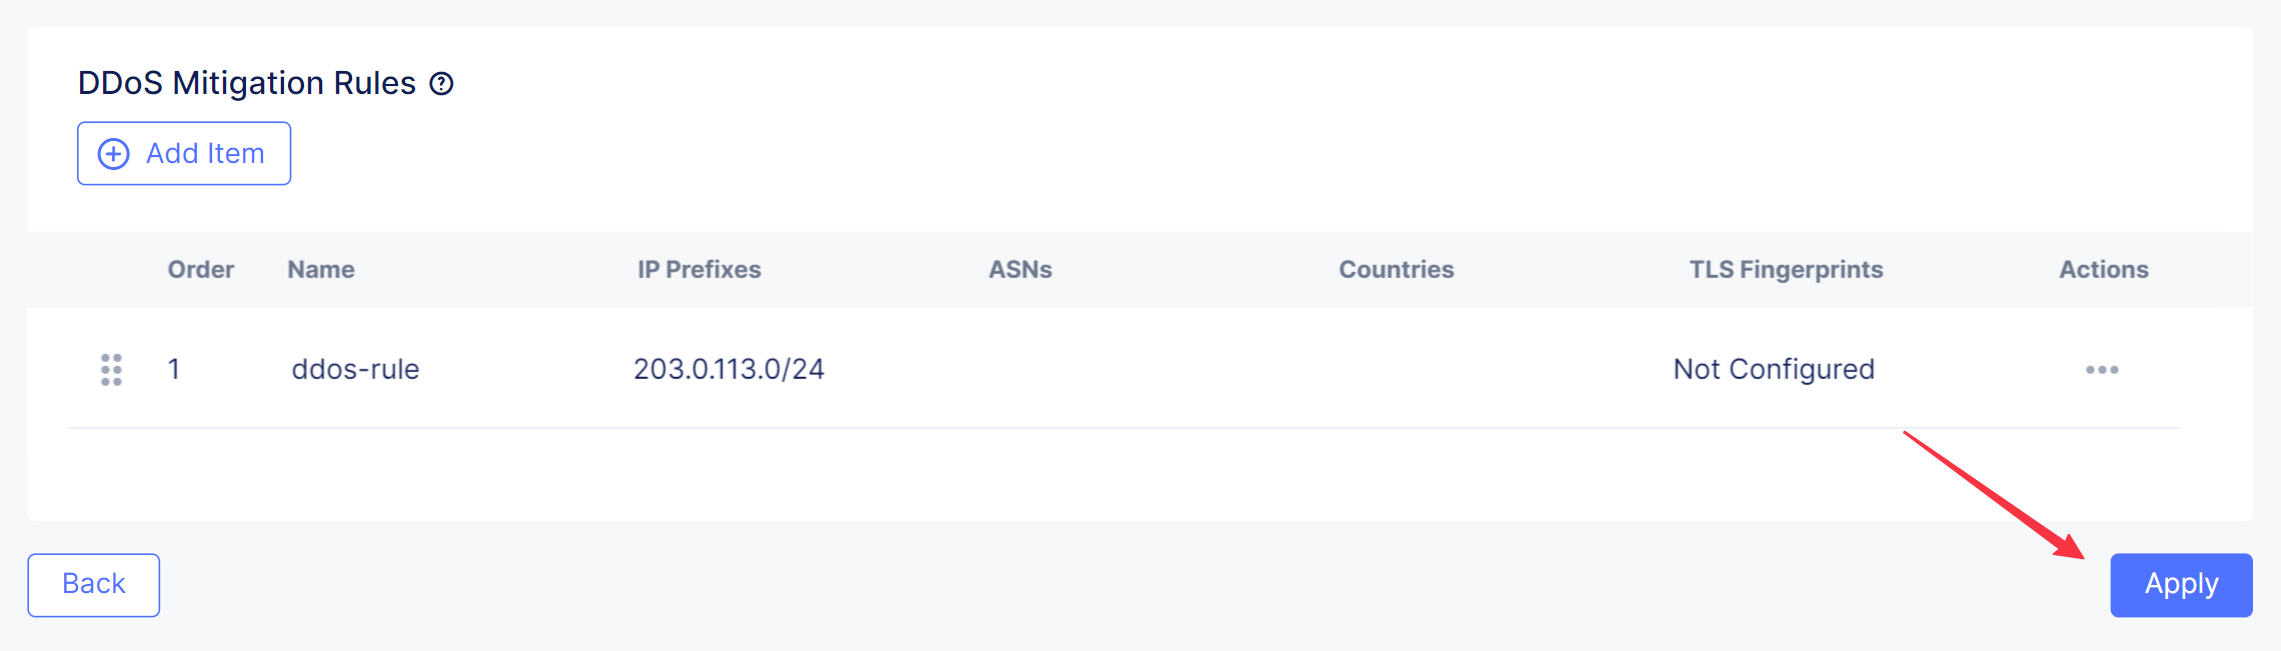 DDoS Mitigation Rules
Add Item
Order Name IP Prefixes ASNs Countries TLS Fingerprints Actions
1 ddos-rule 203.0.113.0/24 Not Configured
Back Apply